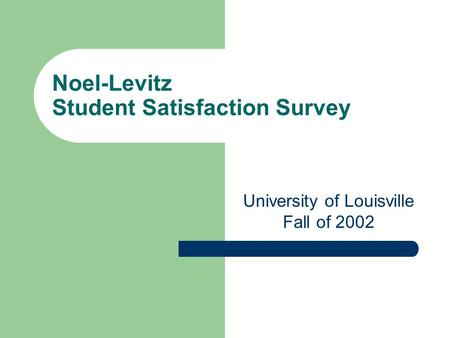 Noel-Levitz
Student Satisfaction Survey
University of Louisville
Fall of 2002